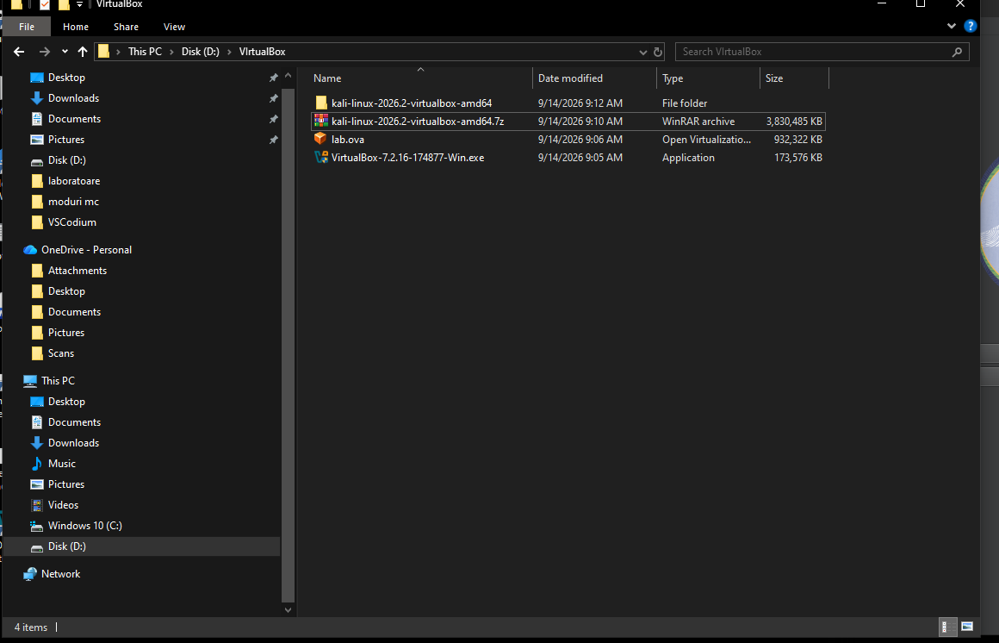 VIrtualBox
File Home Share View
This PC Disk (D:) VIrtualBox Search VIrtualBox
Name Date modified Type Size
kali-linux-2026.2-virtualbox-amd64 9/14/2026 9:12 AM File folder
kali-linux-2026.2-virtualbox-amd64.7z 9/14/2026 9:10 AM WinRAR archive 3,830,485 KB
lab.ova 9/14/2026 9:06 AM Open Virtualizatio... 932,322 KB
VirtualBox-7.2.16-174877-Win.exe 9/14/2026 9:05 AM Application 173,576 KB
Desktop
Downloads
Documents
Pictures
Disk (D:)
laboratoare
moduri mc
VSCodium
OneDrive - Personal
Attachments
Desktop
Documents
Pictures
Scans
This PC
Desktop
Documents
Downloads
Music
Pictures
Videos
Windows 10 (C:)
Disk (D:)
Network
4 items